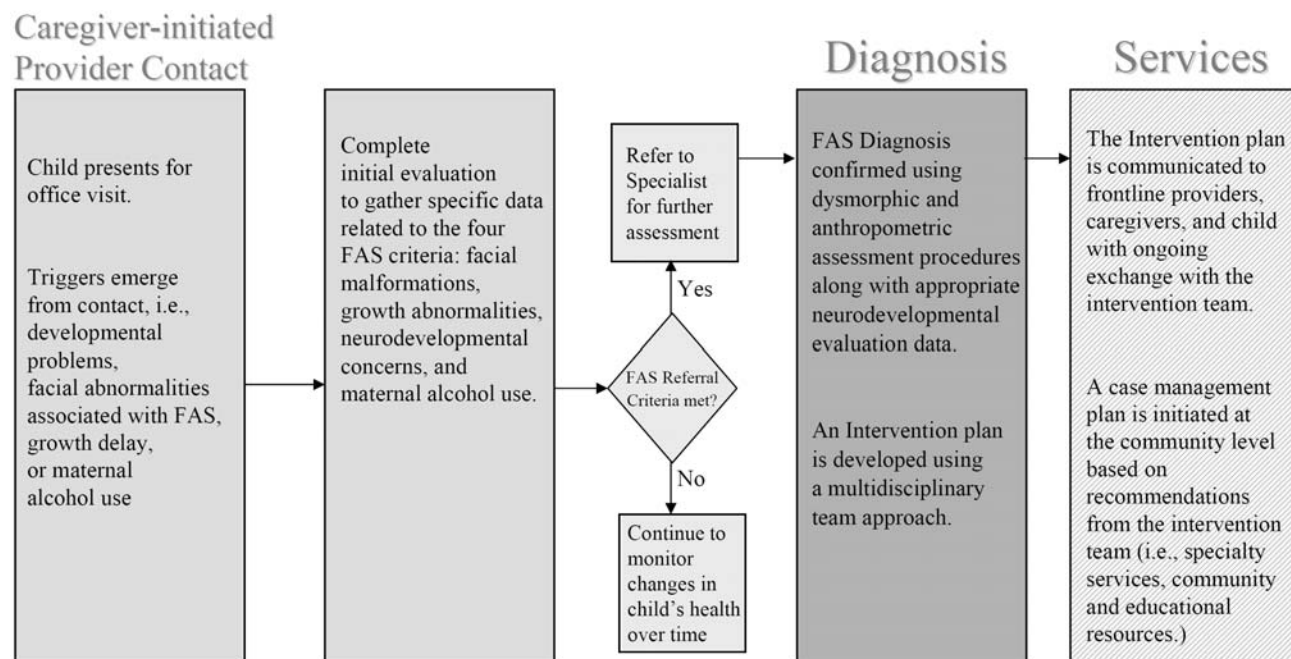 Caregiver-initiated
Provider Contact
Child presents for
office visit.
Triggers emerge
from contact, i.e.,
developmental
problems,
facial abnormalities
associated with FAS,
growth delay,
or maternal
alcohol use
Complete
initial evaluation
to gather specific data
related to the four
FAS criteria: facial
malformations,
growth abnormalities,
neurodevelopmental
concerns, and
maternal alcohol use.
Refer to
Specialist
for further
assessment
Yes
FAS Referral
Criteria met?
No
Continue to
monitor
changes in
child's health
over time
Diagnosis
FAS Diagnosis
confirmed using
dysmorphic and
anthropometric
assessment procedures
along with appropriate
neurodevelopmental
evaluation data.
An Intervention plan
is developed using
a multidisciplinary
team approach.
Services
The Intervention plan
is communicated to
frontline providers,
caregivers, and child
with ongoing
exchange with the
intervention team.
A case management
plan is initiated at
the community level
based on
recommendations
from the intervention
team (i.e., specialty
services, community
and educational
resources.)